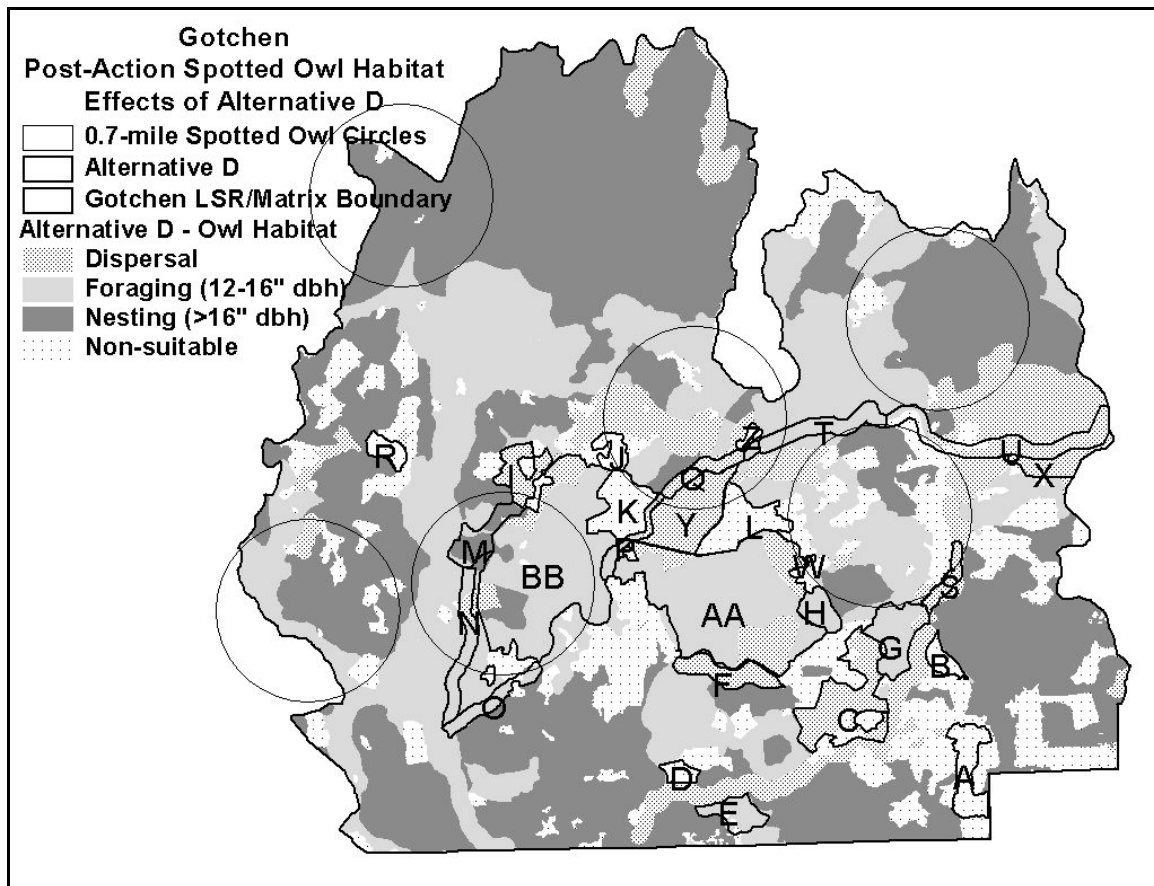 Gotchen
Post-Action Spotted Owl Habitat
Effects of Alternative D
0.7-mile Spotted Owl Circles
Alternative D
Gotchen LSR/Matrix Boundary
Alternative D - Owl Habitat
Dispersal
Foraging (12-16" dbh)
Nesting (>16" dbh)
Non-suitable
Z
T
R
I
J
Q
U
X
K
Y
L
M
BB
W
S
N
AA
H
G
B
F
O
C
D
A
E